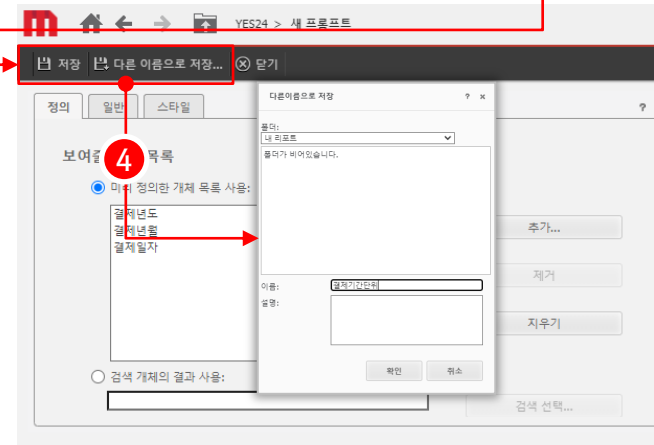 YES24 > 새 프롬프트
저장 다른 이름으로 저장... 닫기
정의 일반 스타일
?
다른이름으로 저장 ? ×
폴더:
내 리포트
폴더가 비어있습니다.
보여줄 목록
4
미리 정의한 개체 목록 사용:
결제년도
결제년월
결제일자
추가...
제거
지우기
이름: 결제기간단위
설명:
확인 취소
검색 개체의 결과 사용:
검색 선택...